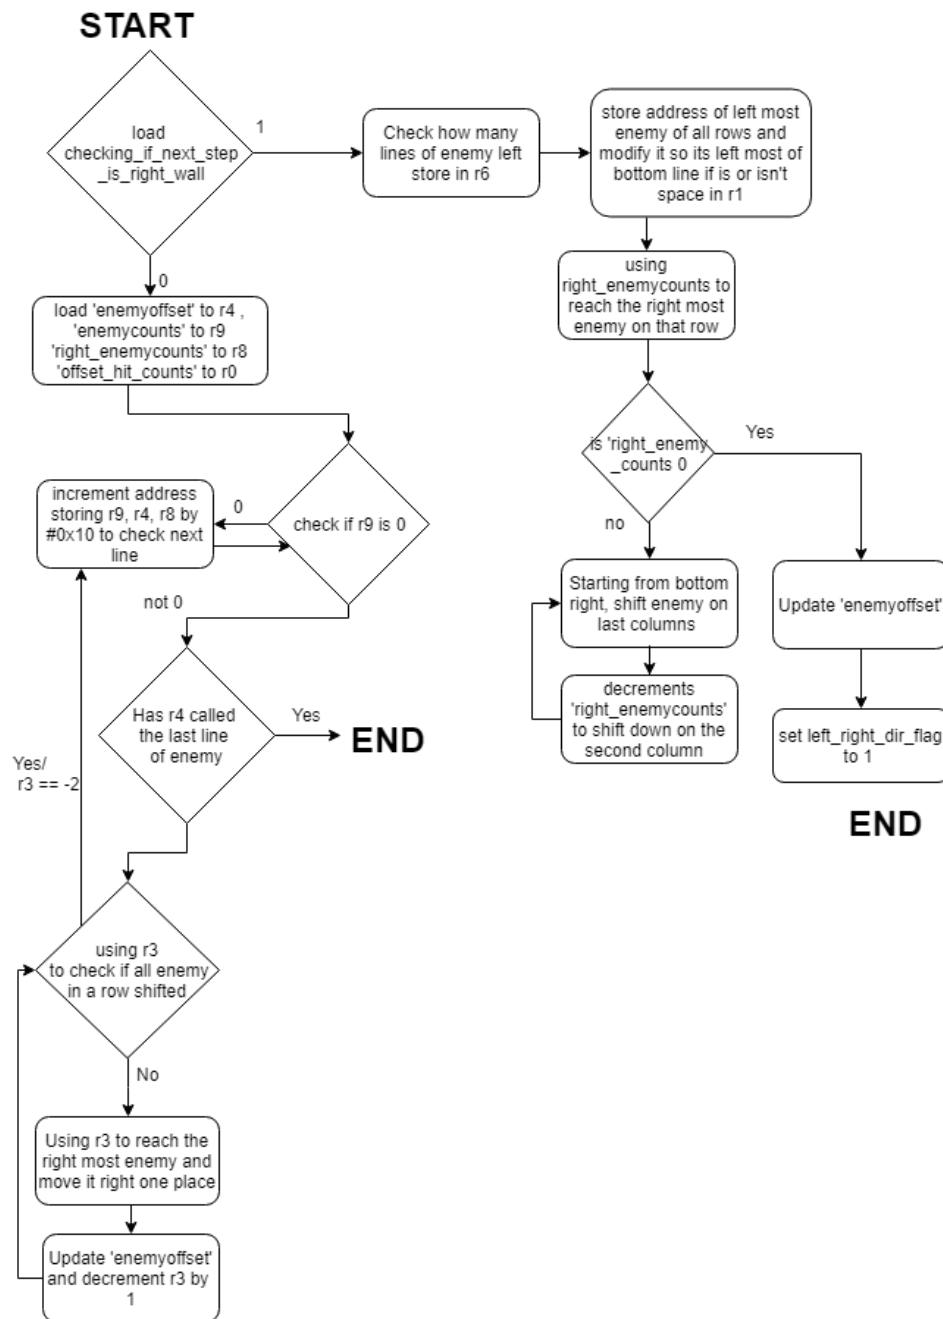 START
load
checking_if_next_step
_is_right_wall
1
Check how many
lines of enemy left
store in r6
store address of left most
enemy of all rows and
modify it so its left most of
bottom line if is or isn't
space in r1
0
load 'enemyoffset' to r4 ,
'enemycounts' to r9
'right_enemycounts' to r8
'offset_hit_counts' to r0
using
right_enemycounts to
reach the right most
enemy on that row
is 'right_enemy
_counts 0
Yes
no
increment address
storing r9, r4, r8 by
#0x10 to check next
line
0
check if r9 is 0
not 0
Starting from bottom
right, shift enemy on
last columns
Update 'enemyoffset'
decrements
'right_enemycounts'
to shift down on the
second column
set left_right_dir_flag
to 1
END
Has r4 called
the last line
of enemy
Yes
END
Yes/
r3 == -2
using r3
to check if all enemy
in a row shifted
No
Using r3 to reach the
right most enemy and
move it right one place
Update 'enemyoffset'
and decrement r3 by
1